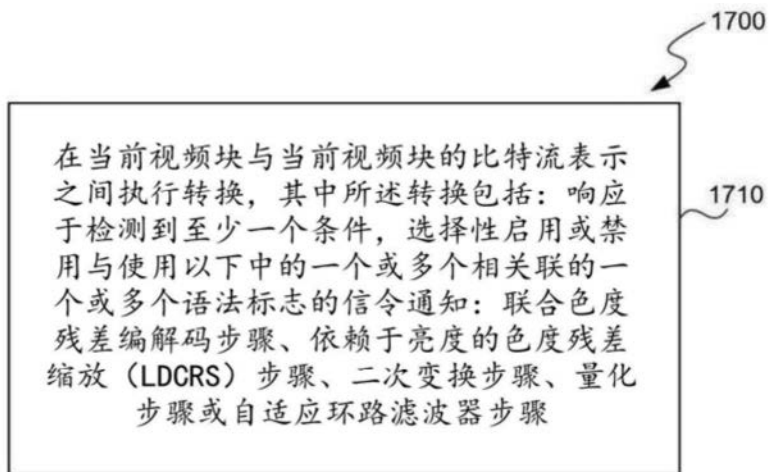 1700
在当前视频块与当前视频块的比特流表示
之间执行转换，其中所述转换包括：响应
于检测到至少一个条件，选择性启用或禁
用与使用以下中的一个或多个相关联的一
个或多个语法标志的信令通知：联合色度
残差编解码步骤、依赖于亮度的色度残差
缩放（LDCRS）步骤、二次变换步骤、量化
步骤或自适应环路滤波器步骤
1710